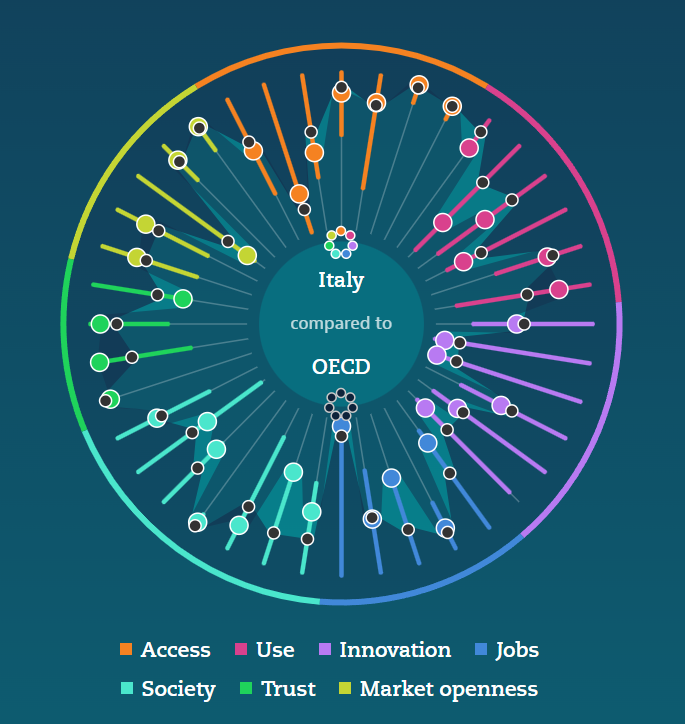 Italy
compared to
OECD
Access Use Innovation Jobs
Society Trust Market openness